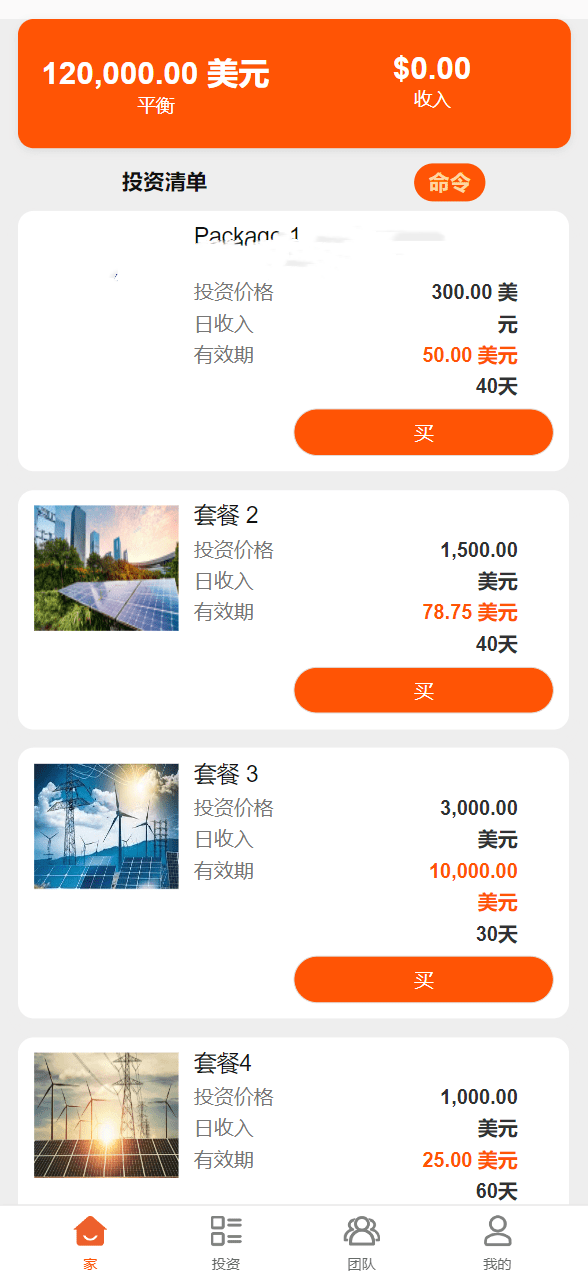 120,000.00 美元
平衡
$0.00
收入
投资清单
命令
Package 1
投资价格
日收入
有效期
300.00 美
元
50.00 美元
40天
买
套餐 2
投资价格
日收入
有效期
1,500.00
美元
78.75 美元
40天
买
套餐 3
投资价格
日收入
有效期
3,000.00
美元
10,000.00
美元
30天
买
套餐4
投资价格
日收入
有效期
1,000.00
美元
25.00 美元
60天
家
投资
团队
我的